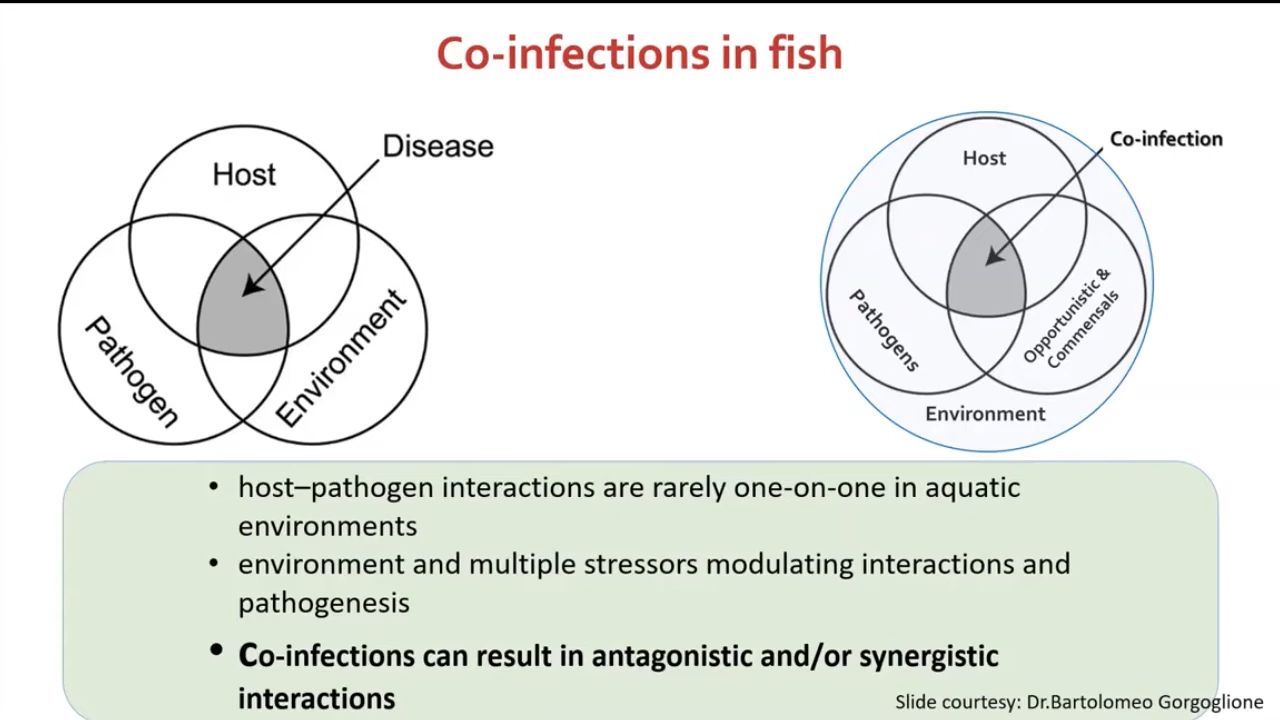 Co-infections in fish
Disease
Host
Pathogen
Environment
Co-infection
Host
Pathogens
Opportunistic &
Commensals
Environment
• host–pathogen interactions are rarely one-on-one in aquatic
environments
• environment and multiple stressors modulating interactions and
pathogenesis
• Co-infections can result in antagonistic and/or synergistic
interactions
Slide courtesy: Dr.Bartolomeo Gorgoglione